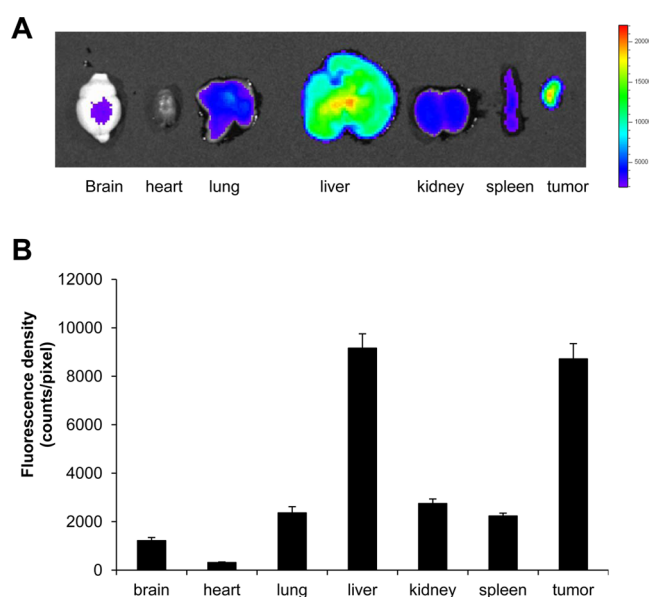 A
20000
15000
10000
5000
Brain heart lung liver kidney spleen tumor
B
Fluorescence density
(counts/pixel)
12000
10000
8000
6000
4000
2000
0
brain heart lung liver kidney spleen tumor